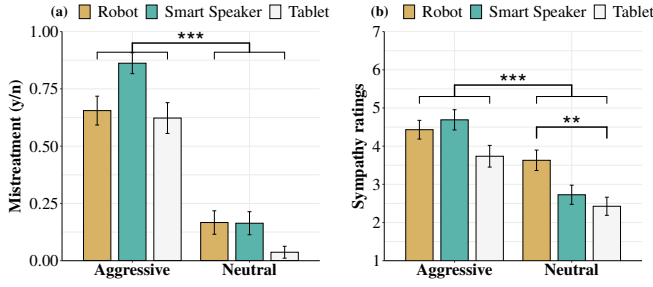 (a) Robot Smart Speaker Tablet
Mistreatment (y/n)
1.00
0.75
0.50
0.25
0.00
***
Aggressive Neutral
(b) Robot Smart Speaker Tablet
Sympathy ratings
7
6
5
4
3
2
1
***
**
Aggressive Neutral